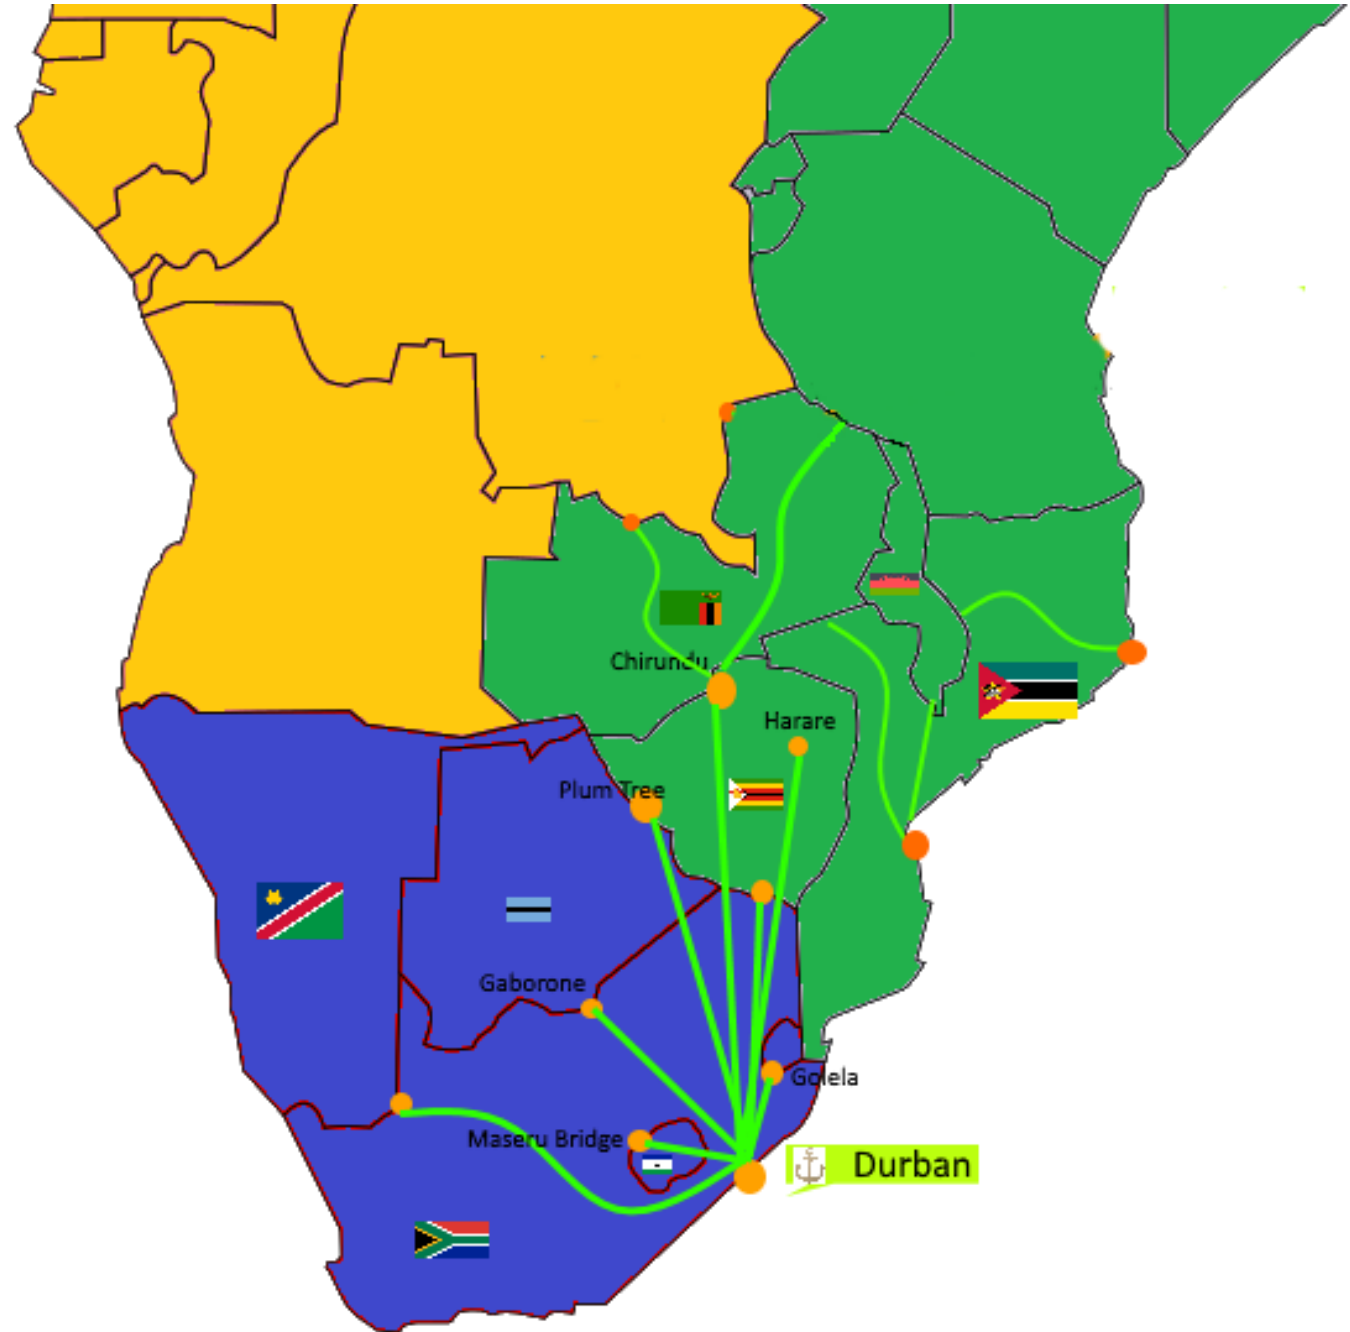 Chirundu
Harare
Plum Tree
Gaborone
Golela
Maseru Bridge
Durban